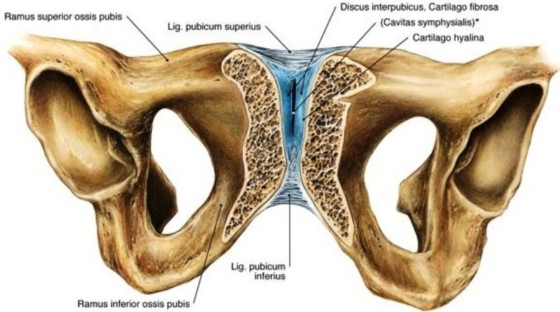 Ramus superior ossis pubis
Lig. pubicum superius
Discus interpubicus, Cartilago fibrosa
(Cavitas symphysialis)*
Cartilago hyalina
Lig. pubicum
inferius
Ramus inferior ossis pubis